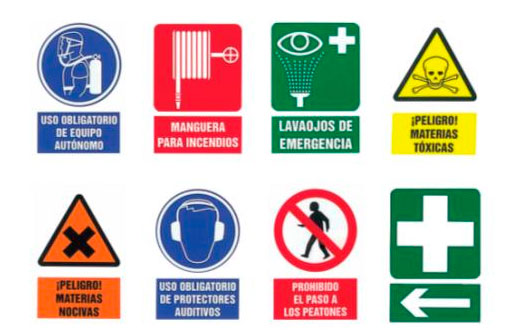 USO OBLIGATORIO
DE EQUIPO
AUTÓNOMO
MANGUERA
PARA INCENDIOS
LAVAOJOS DE
EMERGENCIA
¡PELIGRO!
MATERIAS
TÓXICAS
¡PELIGRO!
MATERIAS
NOCIVAS
USO OBLIGATORIO
DE PROTECTORES
AUDITIVOS
PROHIBIDO
EL PASO A
LOS PEATONES